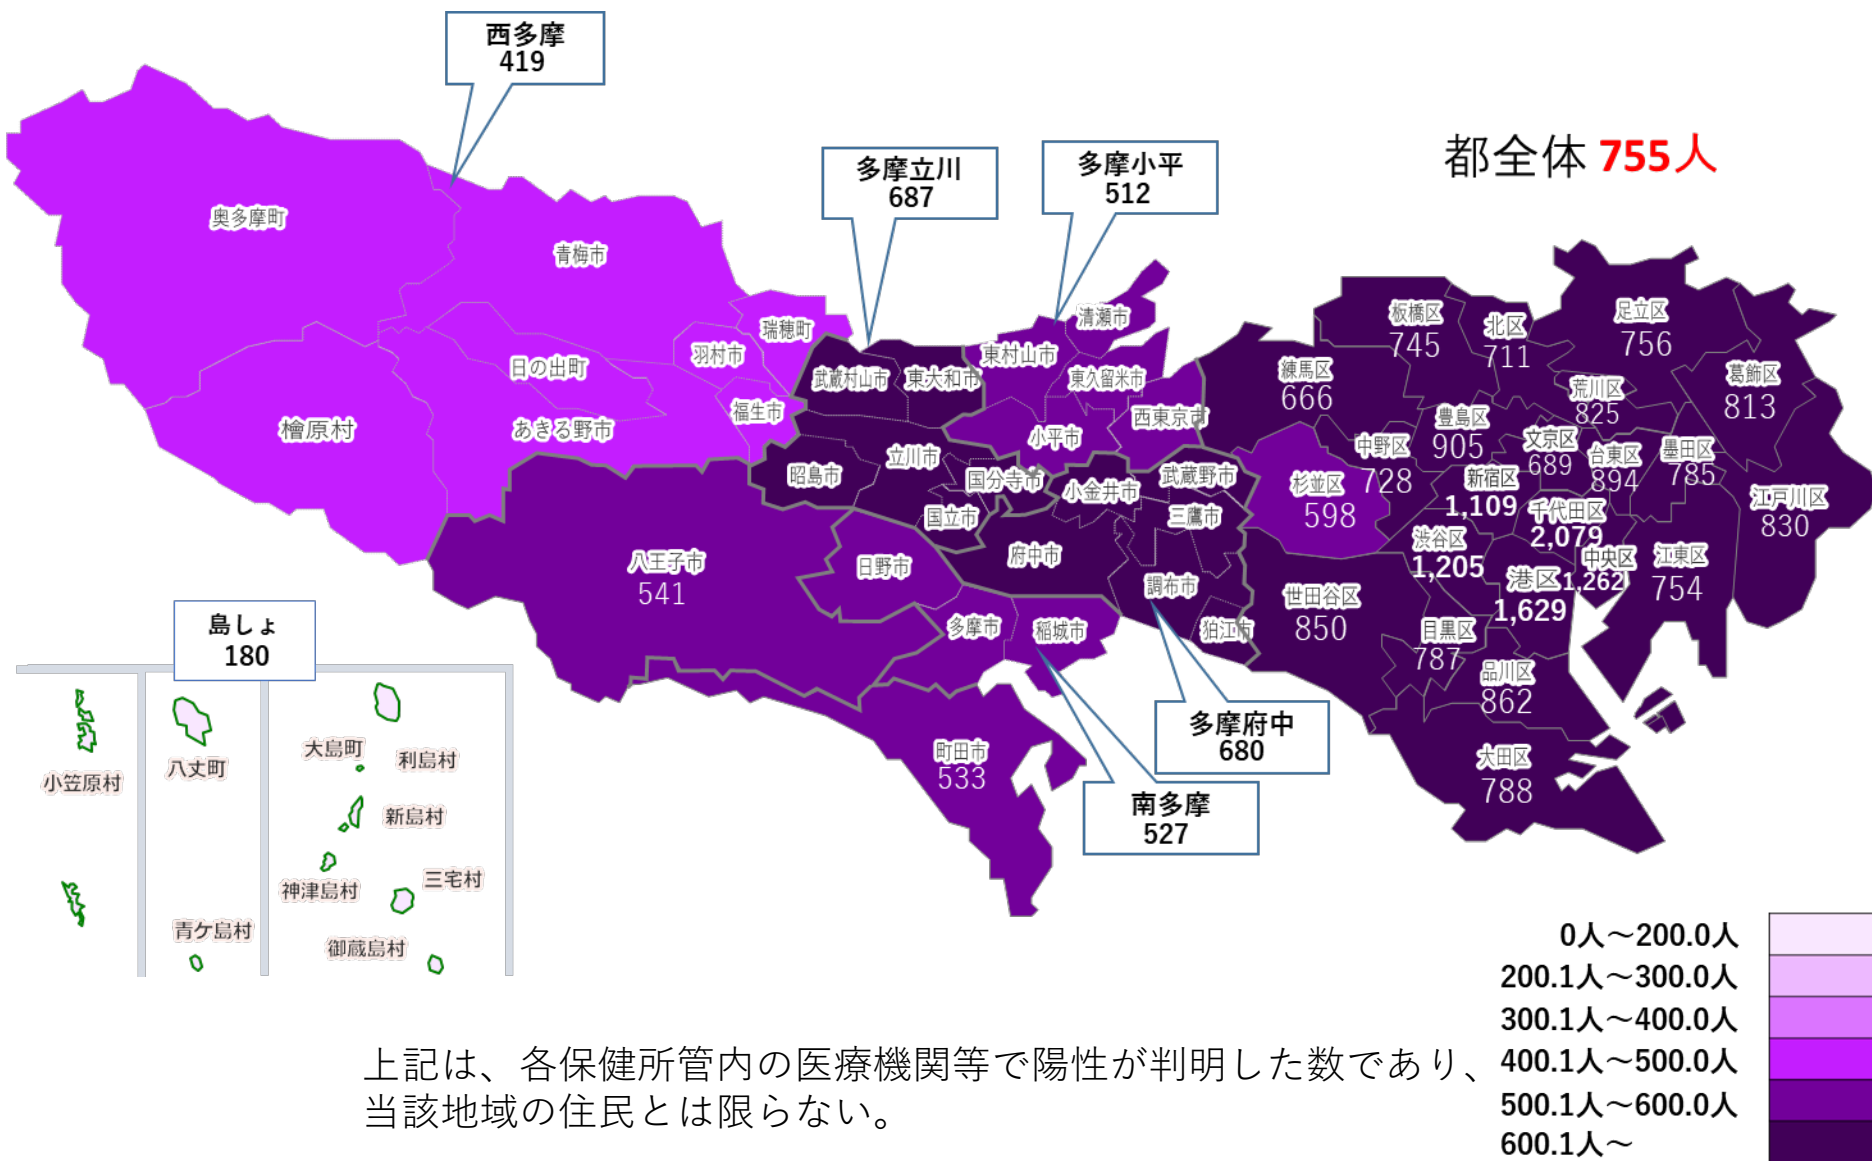 西多摩
419
多摩立川
687
多摩小平
512
都全体 755人
奥多摩町
青梅市
瑞穂町
羽村市
日の出町
福生市
あきる野市
檜原村
武蔵村山市
東大和市
東村山市
清瀬市
東久留米市
西東京市
小平市
昭島市
立川市
国分寺市
国立市
小金井市
武蔵野市
三鷹市
府中市
調布市
狛江市
八王子市
541
日野市
多摩市
稲城市
町田市
533
多摩府中
680
南多摩
527
板橋区
745
北区
711
足立区
756
葛飾区
813
練馬区
666
荒川区
825
豊島区
905
文京区
689
台東区
894
墨田区
785
中野区
728
杉並区
598
新宿区
1,109
千代田区
2,079
江戸川区
830
渋谷区
1,205
中央区
1,262
江東区
754
港区
1,629
世田谷区
850
目黒区
787
品川区
862
大田区
788
島しょ
180
小笠原村
八丈町
青ケ島村
大島町
利島村
新島村
神津島村
三宅村
御蔵島村
0人～200.0人
200.1人～300.0人
300.1人～400.0人
400.1人～500.0人
500.1人～600.0人
600.1人～
上記は、各保健所管内の医療機関等で陽性が判明した数であり、
当該地域の住民とは限らない。